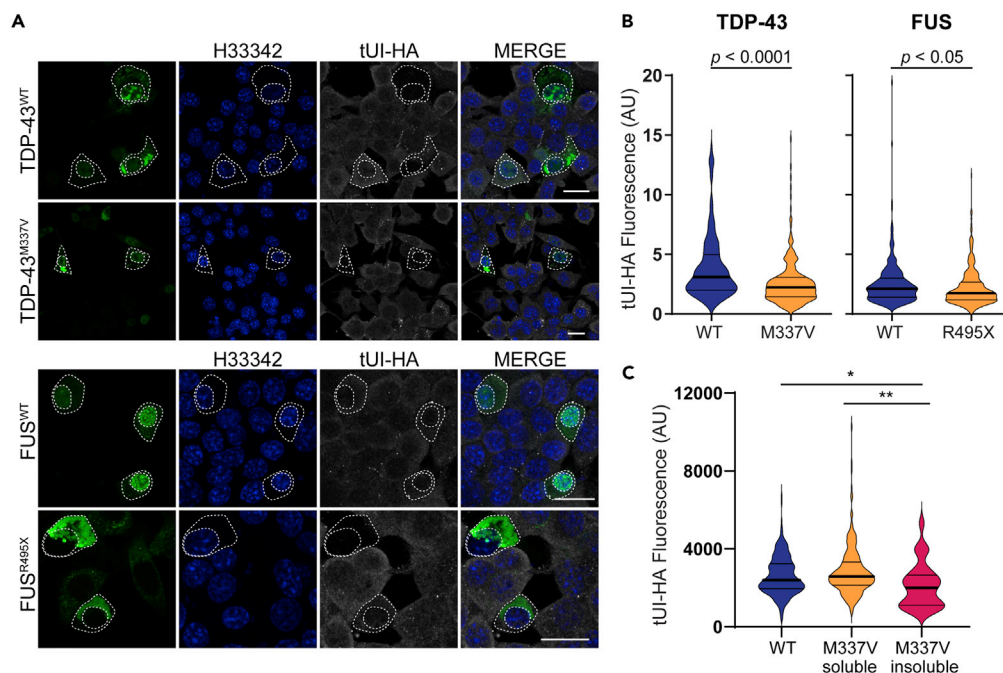 A
H33342 tUI-HA MERGE
TDP-43WT
TDP-43M337V
H33342 tUI-HA MERGE
FUSWT
FUSR495X
B
TDP-43 FUS
p < 0.0001 p < 0.05
tUI-HA Fluorescence (AU)
20
15
10
5
0
WT M337V WT R495X
C
* 
**
tUI-HA Fluorescence (AU)
12000
8000
4000
0
WT M337V M337V
soluble insoluble